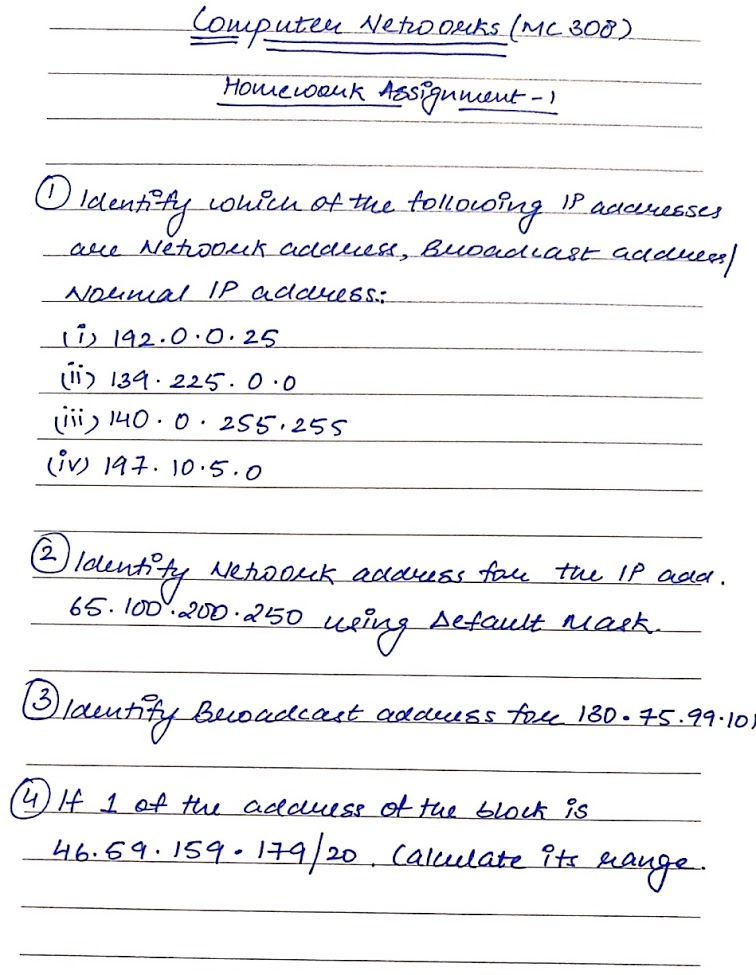 Computer Networks (MC 308)
Homework Assignment - 1
① Identify which of the following IP addresses
are Network address, Broadcast address/
Normal IP address:
(i) 192.0.0.25
(ii) 139.225.0.0
(iii) 140.0.255.255
(iv) 197.10.5.0
② Identify Network address for the IP add.
65.100.200.250 using Default Mask.
③ Identify Broadcast address for 130.75.99.10
④ If 1 of the address of the block is
46.59.159.179/20. Calculate its range.